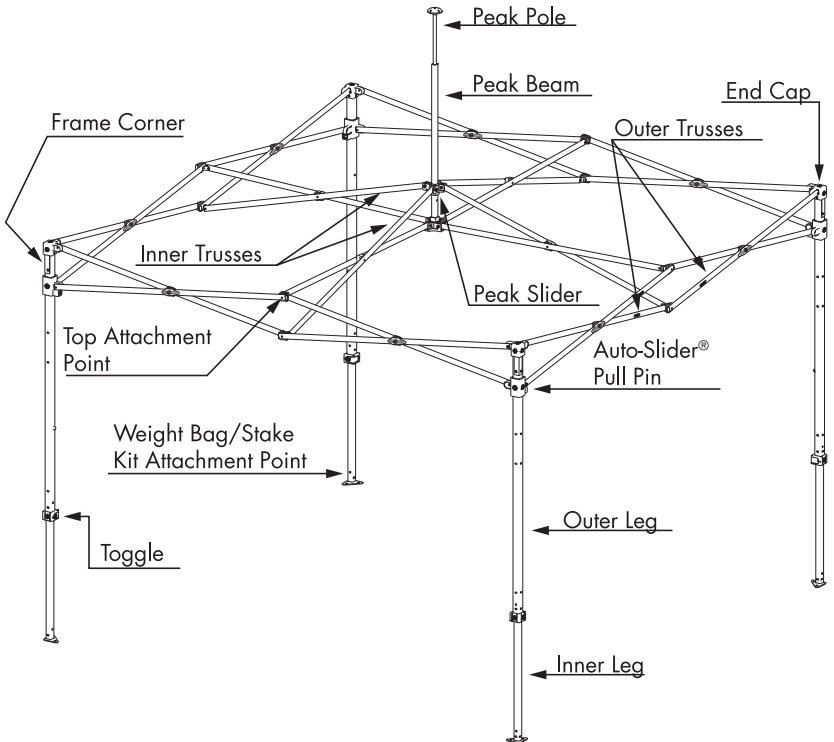 Peak Pole
Peak Beam
End Cap
Frame Corner
Outer Trusses
Inner Trusses
Peak Slider
Top Attachment
Point
Auto-Slider®
Pull Pin
Weight Bag/Stake
Kit Attachment Point
Outer Leg
Toggle
Inner Leg